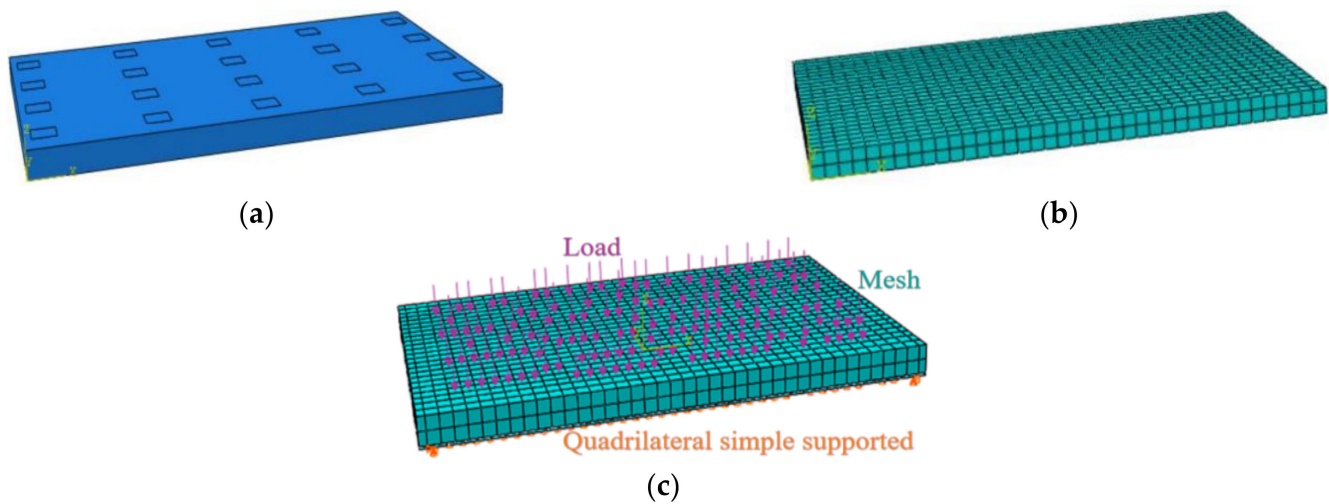 Z
Y
X
(a)
Z
Y
X
(b)
Load
Mesh
Quadrilateral simple supported
(c)